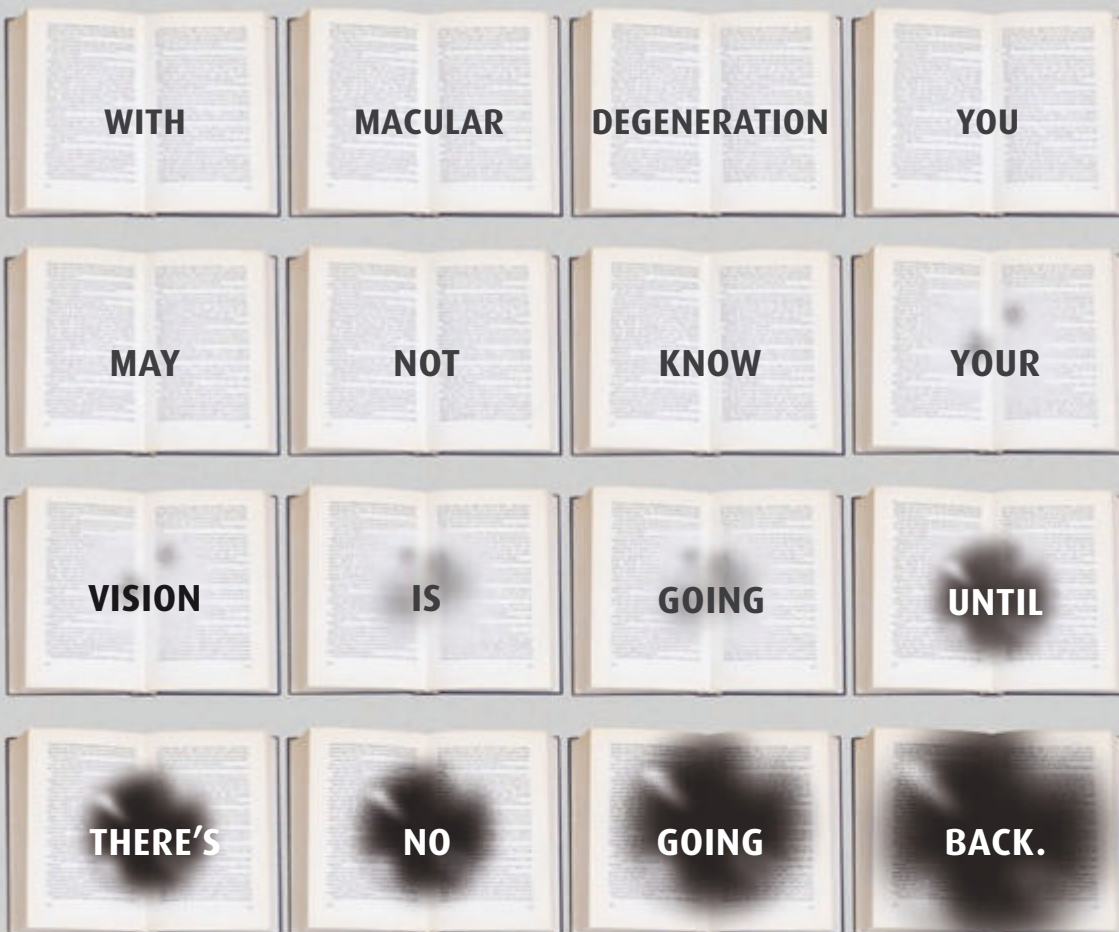 WITH MACULAR DEGENERATION YOU
MAY NOT KNOW YOUR
VISION IS GOING UNTIL
THERE'S NO GOING BACK.